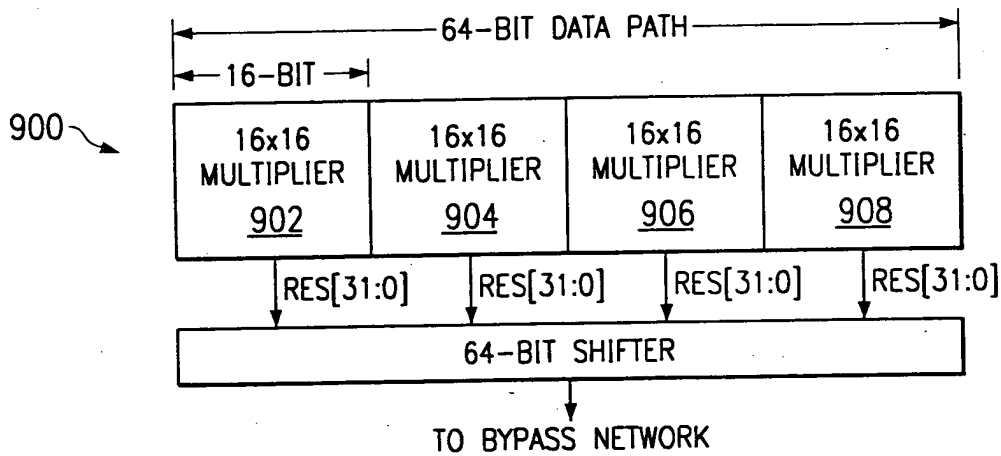 64-BIT DATA PATH
16-BIT
900
16x16
MULTIPLIER
902
16x16
MULTIPLIER
904
16x16
MULTIPLIER
906
16x16
MULTIPLIER
908
RES[31:0]
RES[31:0]
RES[31:0]
RES[31:0]
64-BIT SHIFTER
TO BYPASS NETWORK